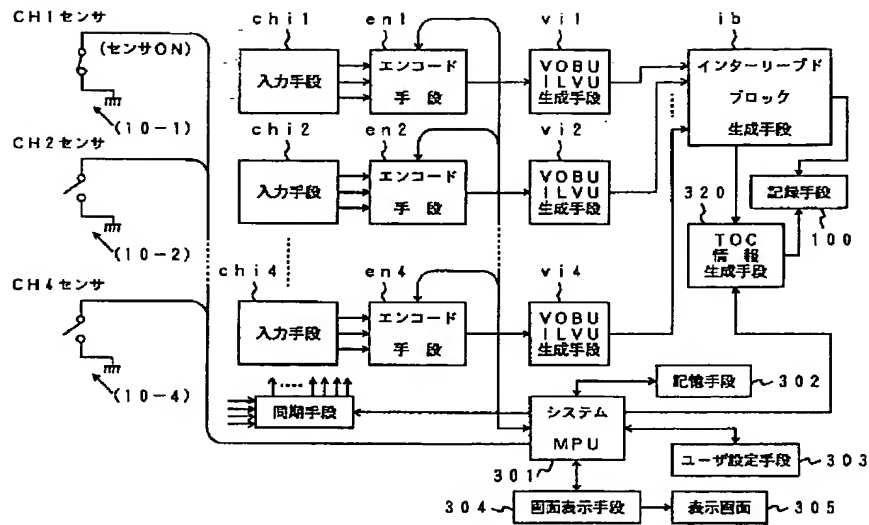 CH1センサ
(センサON)
(10-1)
CH2センサ
(10-2)
CH4センサ
(10-4)
chi1
入力手段
en1
エンコード
手段
vi1
VOBU
ILVU
生成手段
ib
インターリーブド
ブロック
生成手段
chi2
入力手段
en2
エンコード
手段
vi2
VOBU
ILVU
生成手段
320
TOC
情報
生成手段
記録手段
100
chi4
入力手段
en4
エンコード
手段
vi4
VOBU
ILVU
生成手段
同期手段
システム
MPU
301
記憶手段
302
ユーザ設定手段
303
304
画面表示手段
表示画面
305